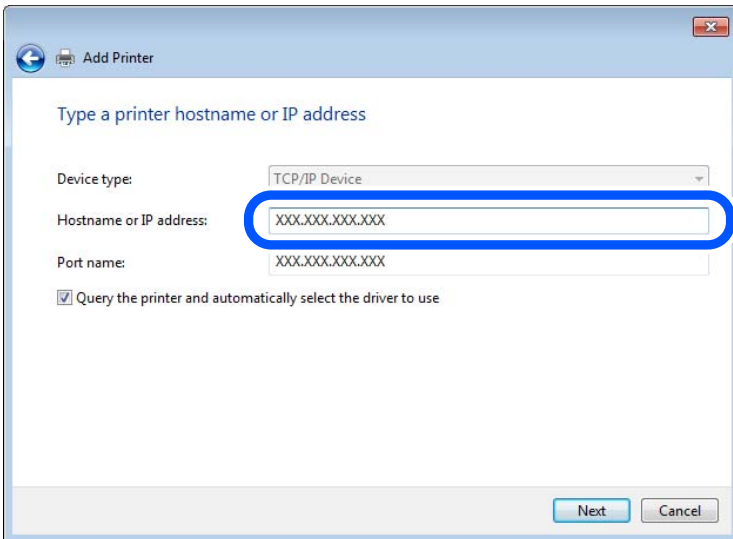 Add Printer
Type a printer hostname or IP address
Device type: TCP/IP Device
Hostname or IP address: XXX.XXX.XXX.XXX
Port name: XXX.XXX.XXX.XXX
Query the printer and automatically select the driver to use
Next Cancel